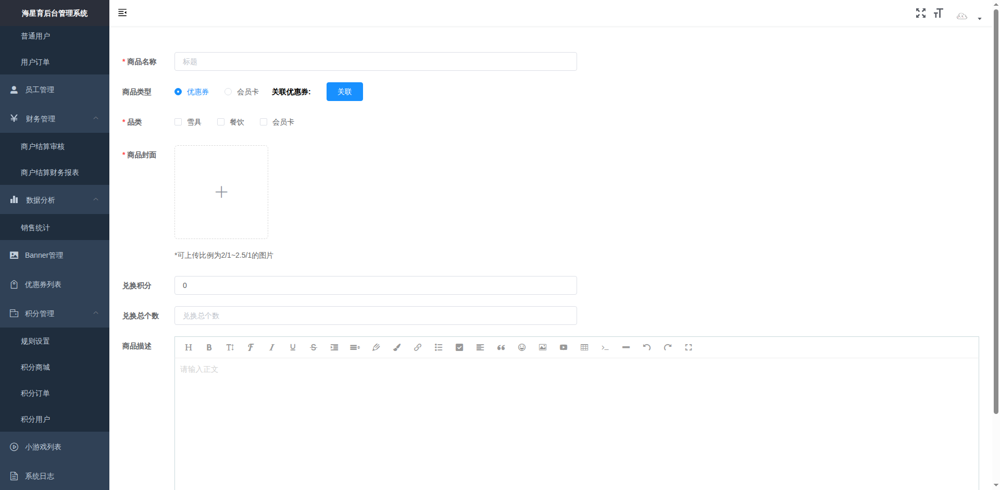 海星育后台管理系统
普通用户
用户订单
员工管理
财务管理
商户结算审核
商户结算财务报表
数据分析
销售统计
Banner管理
优惠券列表
积分管理
规则设置
积分商城
积分订单
积分用户
小游戏列表
系统日志
* 商品名称 标题
商品类型 优惠券 会员卡 关联优惠券: 关联
* 品类 雪具 餐饮 会员卡
* 商品封面
*可上传比例为2/1~2.5/1的图片
兑换积分 0
兑换总个数 兑换总个数
商品描述
请输入正文